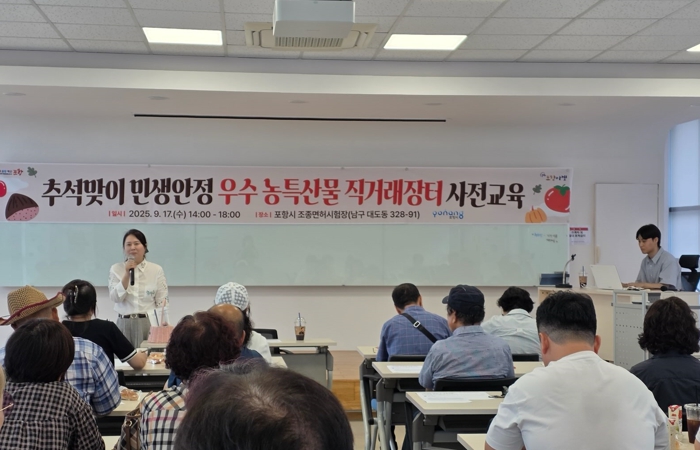 추석맞이 민생안정 우수 농특산물 직거래장터 사전교육
| 일시 | 2025. 9. 17.(수) 14:00 - 18:00 | 장소 | 포항시 조종면허시험장(남구 대도동 328-91)